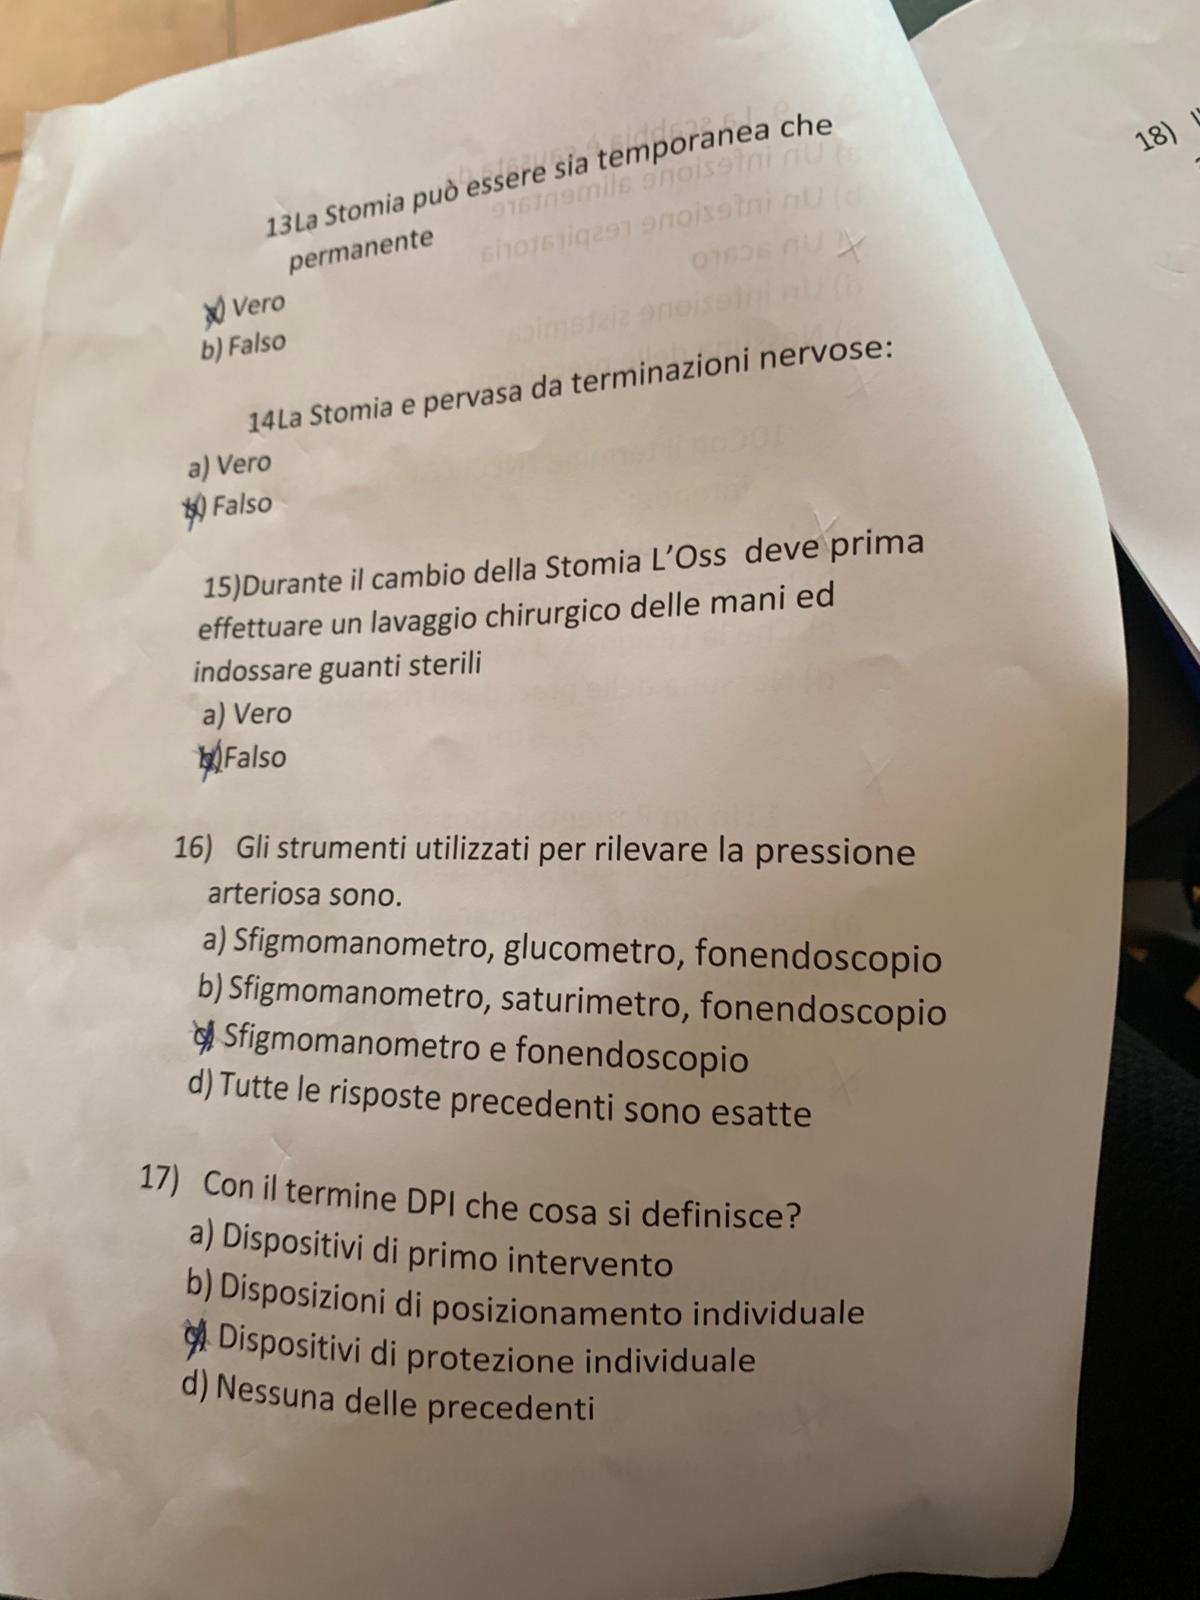 13La Stomia può essere sia temporanea che
permanente
a) Vero
b) Falso
14La Stomia e pervasa da terminazioni nervose:
a) Vero
b) Falso
15)Durante il cambio della Stomia L'Oss deve prima
effettuare un lavaggio chirurgico delle mani ed
indossare guanti sterili
a) Vero
b)Falso
16) Gli strumenti utilizzati per rilevare la pressione
arteriosa sono.
a) Sfigmomanometro, glucometro, fonendoscopio
b) Sfigmomanometro, saturimetro, fonendoscopio
c) Sfigmomanometro e fonendoscopio
d) Tutte le risposte precedenti sono esatte
17) Con il termine DPI che cosa si definisce?
a) Dispositivi di primo intervento
b) Disposizioni di posizionamento individuale
c) Dispositivi di protezione individuale
d) Nessuna delle precedenti
18)